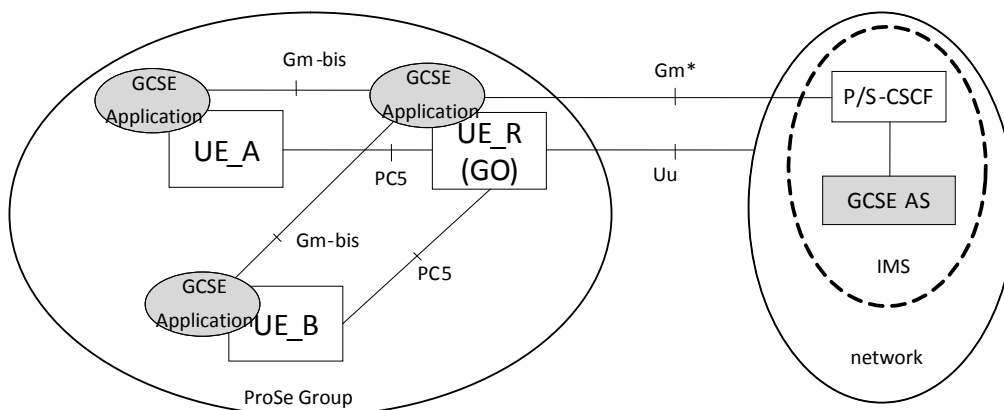 Gm-bis
GCSE
Application
UE_A
GCSE
Application
UE_R
(GO)
PC5
Gm*
Uu
P/S-CSCF
GCSE AS
IMS
network
Gm-bis
PC5
GCSE
Application
UE_B
ProSe Group